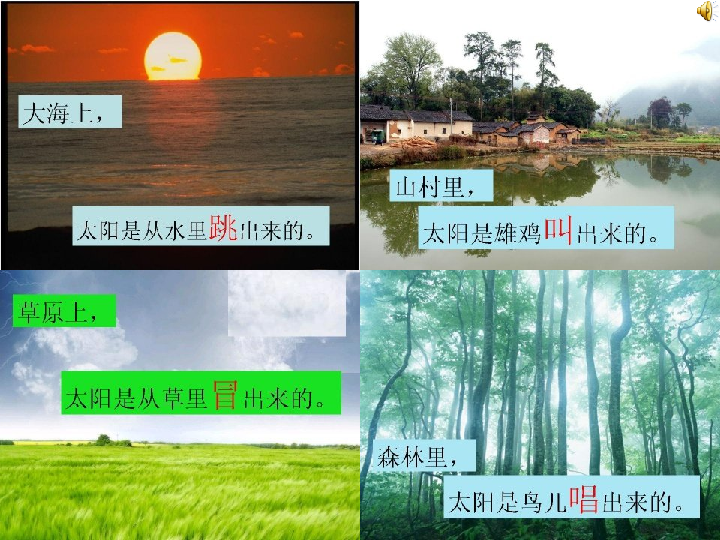 大海上，
太阳是从水里跳出来的。
山村里，
太阳是雄鸡叫出来的。
草原上，
太阳是从草里冒出来的。
森林里，
太阳是鸟儿唱出来的。